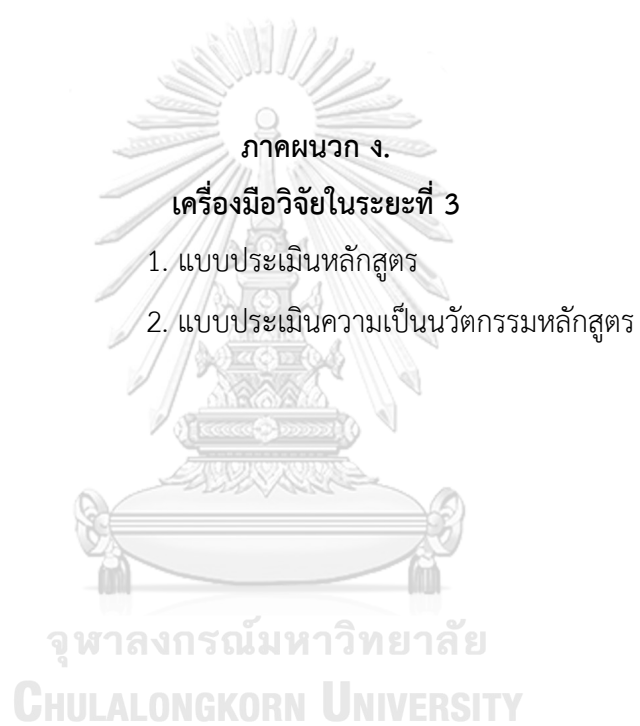 ภาคผนวก ง.
เครื่องมือวิจัยในระยะที่ 3
1. แบบประเมินหลักสูตร
2. แบบประเมินความเป็นนวัตกรรมหลักสูตร
จุฬาลงกรณ์มหาวิทยาลัย
CHULALONGKORN UNIVERSITY